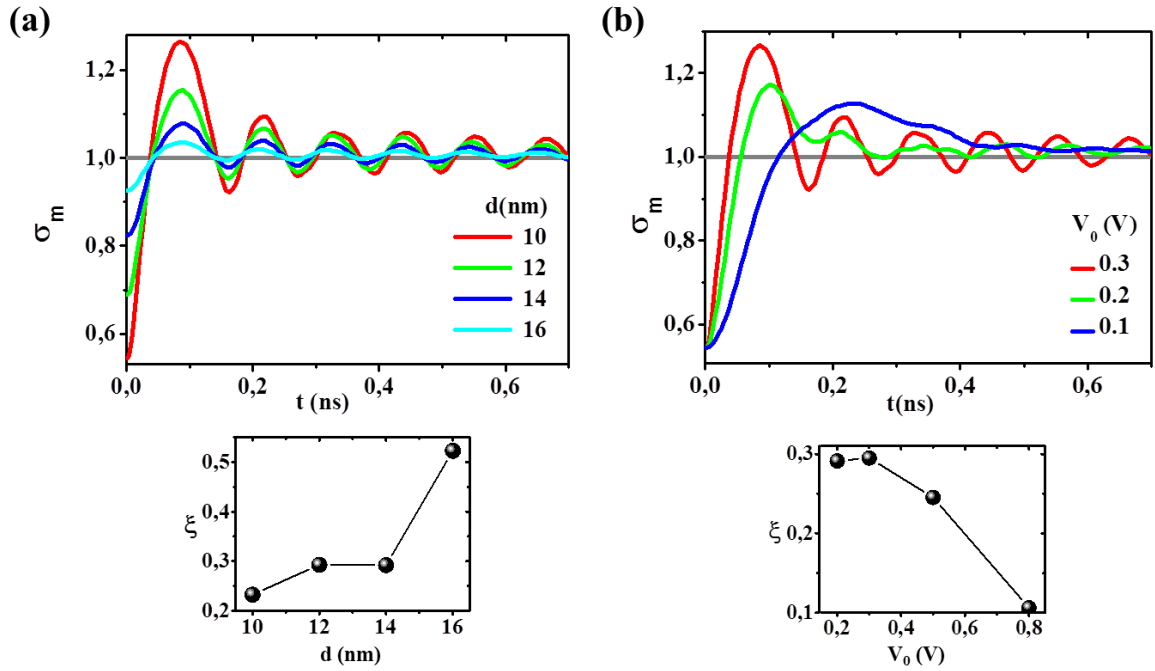 (a)
σm
1,2
1,0
0,8
0,6
0,0 0,2 0,4 0,6
t (ns)
d(nm)
10
12
14
16
(b)
σm
1,2
1,0
0,8
0,6
0,0 0,2 0,4 0,6
t(ns)
V0 (V)
0.3
0.2
0.1
ξ
0,5
0,4
0,3
0,2
10 12 14 16
d (nm)
ξ
0,3
0,2
0,1
0,2 0,4 0,6 0,8
V0 (V)